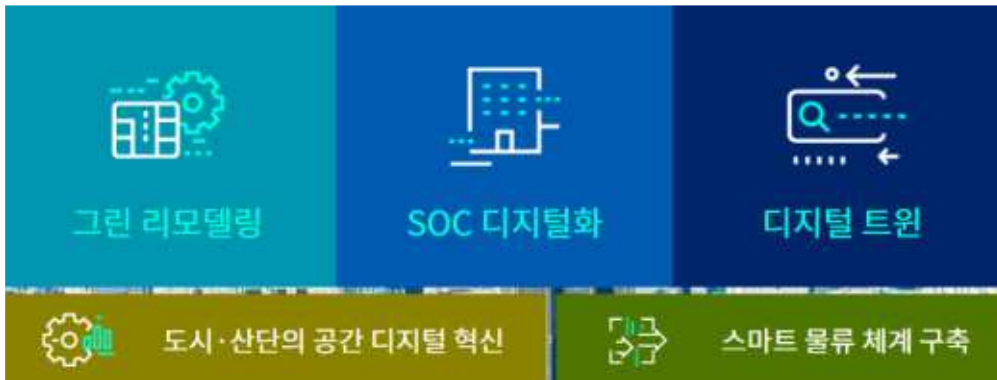 그린 리모델링
SOC 디지털화
디지털 트윈
도시·산단의 공간 디지털 혁신
스마트 물류 체계 구축